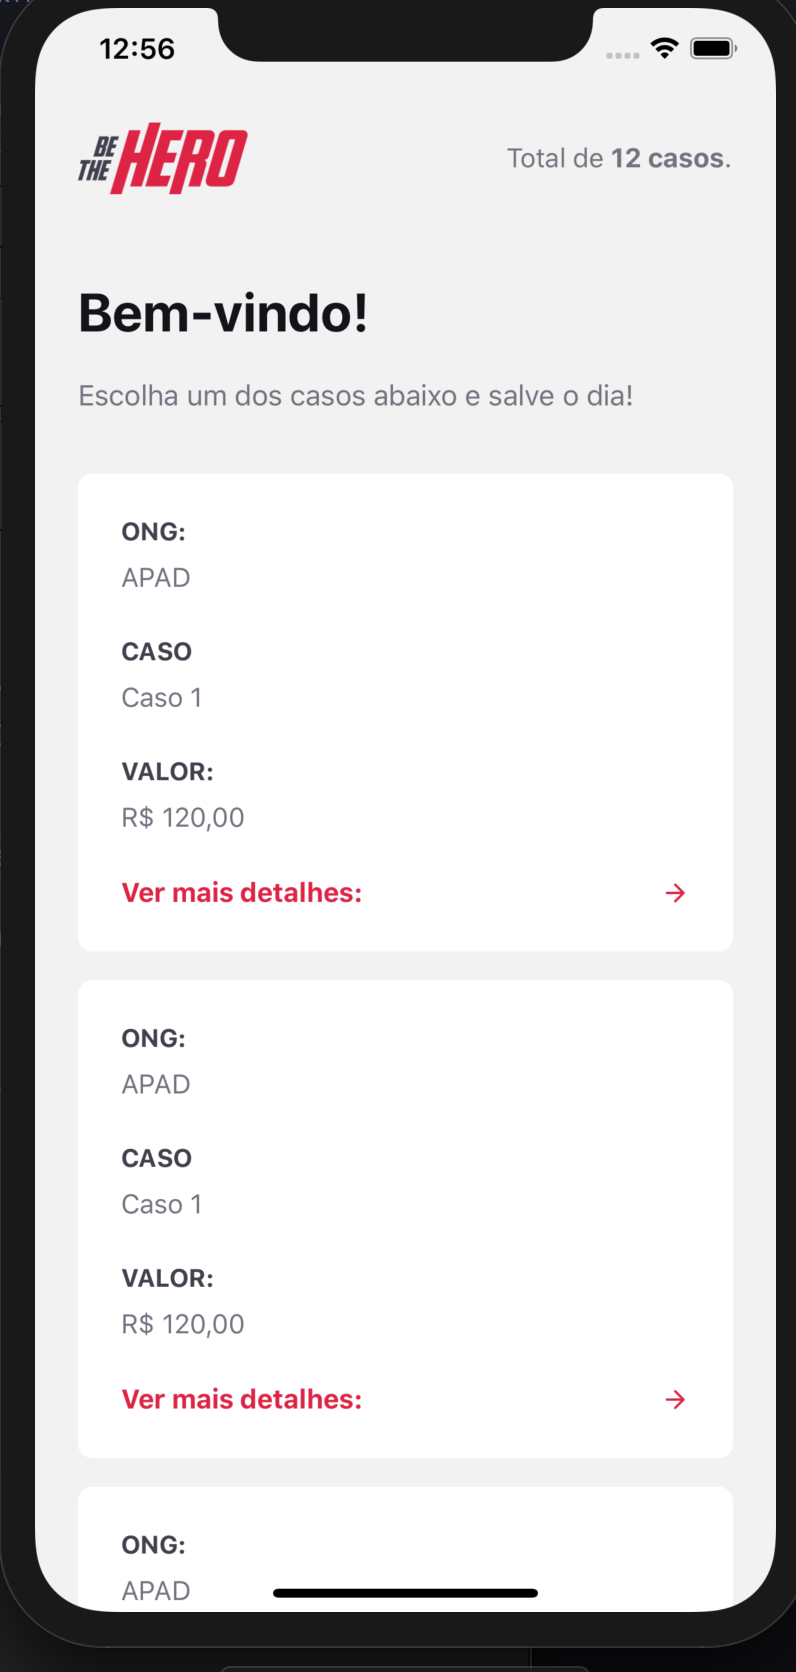 12:56
BE THE HERO
Total de 12 casos.
Bem-vindo!
Escolha um dos casos abaixo e salve o dia!
ONG:
APAD
CASO
Caso 1
VALOR:
R$ 120,00
Ver mais detalhes: →
ONG:
APAD
CASO
Caso 1
VALOR:
R$ 120,00
Ver mais detalhes: →
ONG:
APAD